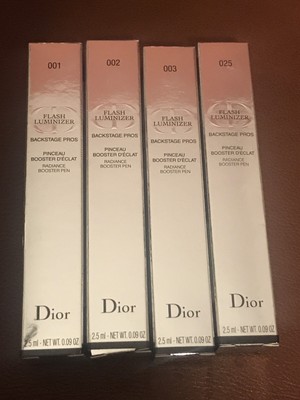 001
FLASH
LUMINIZER
BACKSTAGE PROS
PINCEAU
BOOSTER D'ÉCLAT
RADIANCE
BOOSTER PEN
Dior
2.5 ml - NET WT. 0.09 OZ
002
FLASH
LUMINIZER
BACKSTAGE PROS
PINCEAU
BOOSTER D'ÉCLAT
RADIANCE
BOOSTER PEN
Dior
2.5 ml - NET WT. 0.09 OZ
003
FLASH
LUMINIZER
BACKSTAGE PROS
PINCEAU
BOOSTER D'ÉCLAT
RADIANCE
BOOSTER PEN
Dior
2.5 ml - NET WT. 0.09 OZ
025
FLASH
LUMINIZER
BACKSTAGE PROS
PINCEAU
BOOSTER D'ÉCLAT
RADIANCE
BOOSTER PEN
Dior
2.5 ml - NET WT. 0.09 OZ